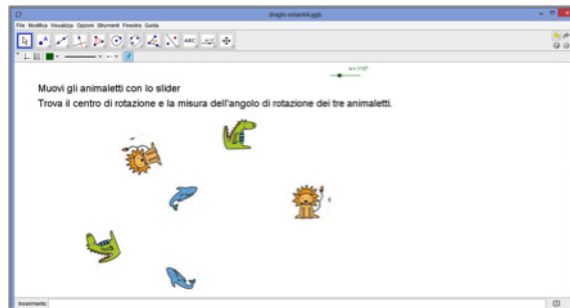 draghi volanti4.ggb
File Modifica Visualizza Opzioni Strumenti Finestra Guida
ABC
α = 110°
Muovi gli animaletti con lo slider
Trova il centro di rotazione e la misura dell'angolo di rotazione dei tre animaletti.
Inserimento: